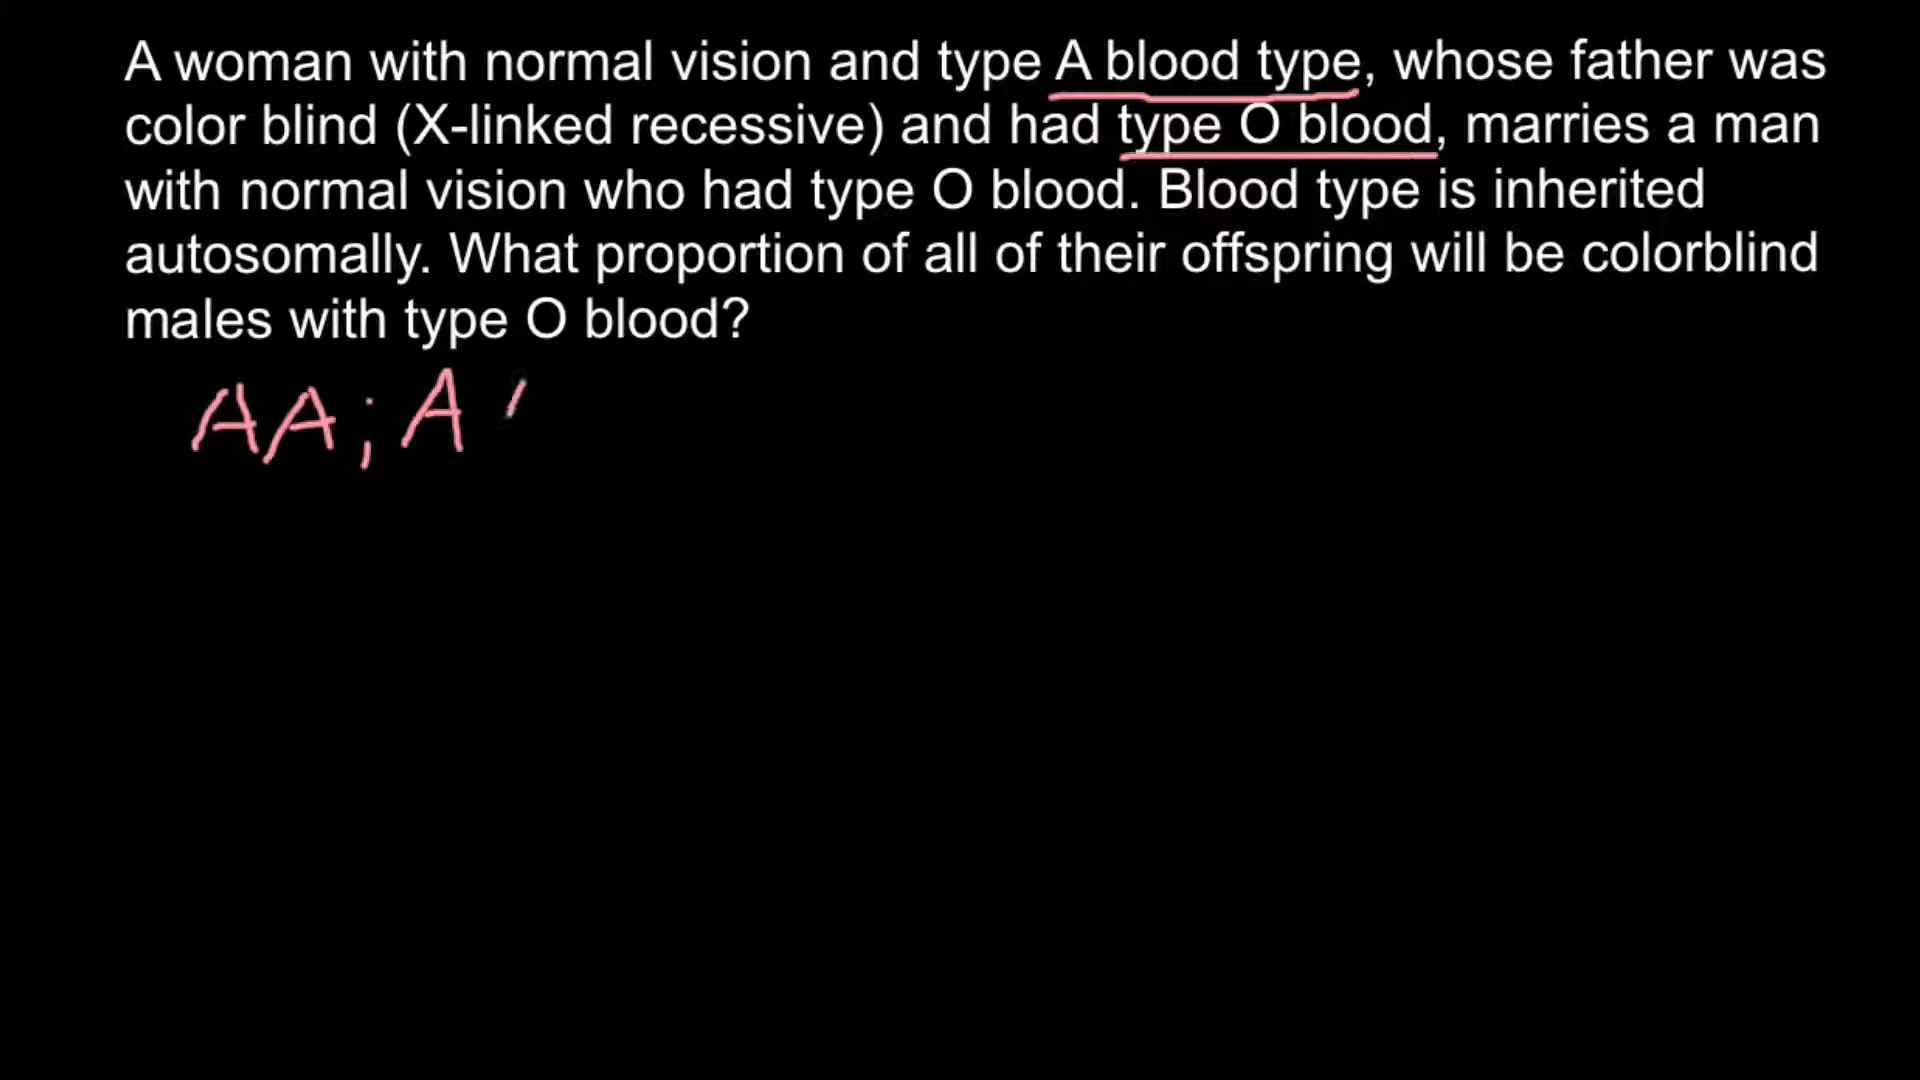 A woman with normal vision and type A blood type, whose father was
color blind (X-linked recessive) and had type O blood, marries a man
with normal vision who had type O blood. Blood type is inherited
autosomally. What proportion of all of their offspring will be colorblind
males with type O blood?
AA; A